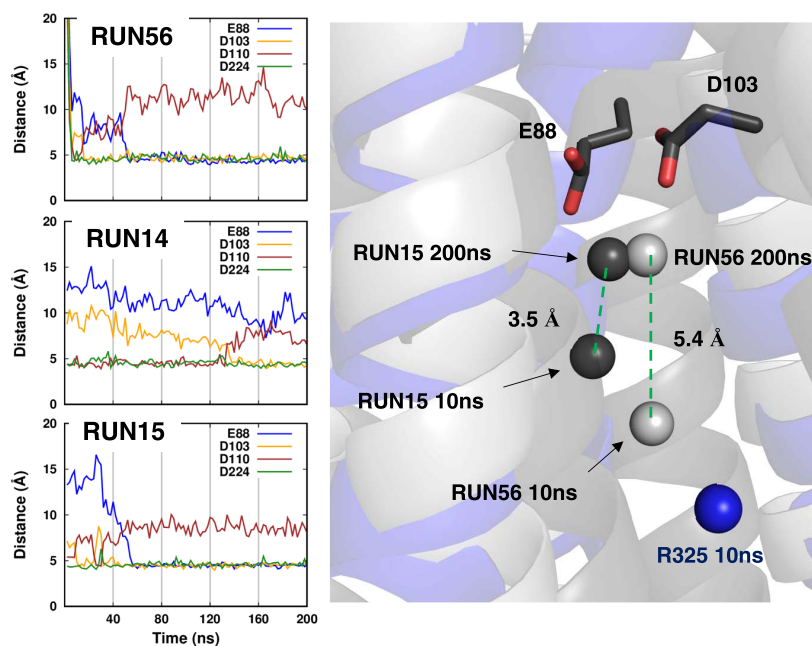 RUN56
E88
D103
D110
D224
20
15
10
5
0
Distance (Å)
RUN14
E88
D103
D110
D224
20
15
10
5
0
Distance (Å)
RUN15
E88
D103
D110
D224
20
15
10
5
0
Distance (Å)
40 80 120 160 200
Time (ns)
D103
E88
RUN15 200ns
RUN56 200ns
3.5 Å
5.4 Å
RUN15 10ns
RUN56 10ns
R325 10ns